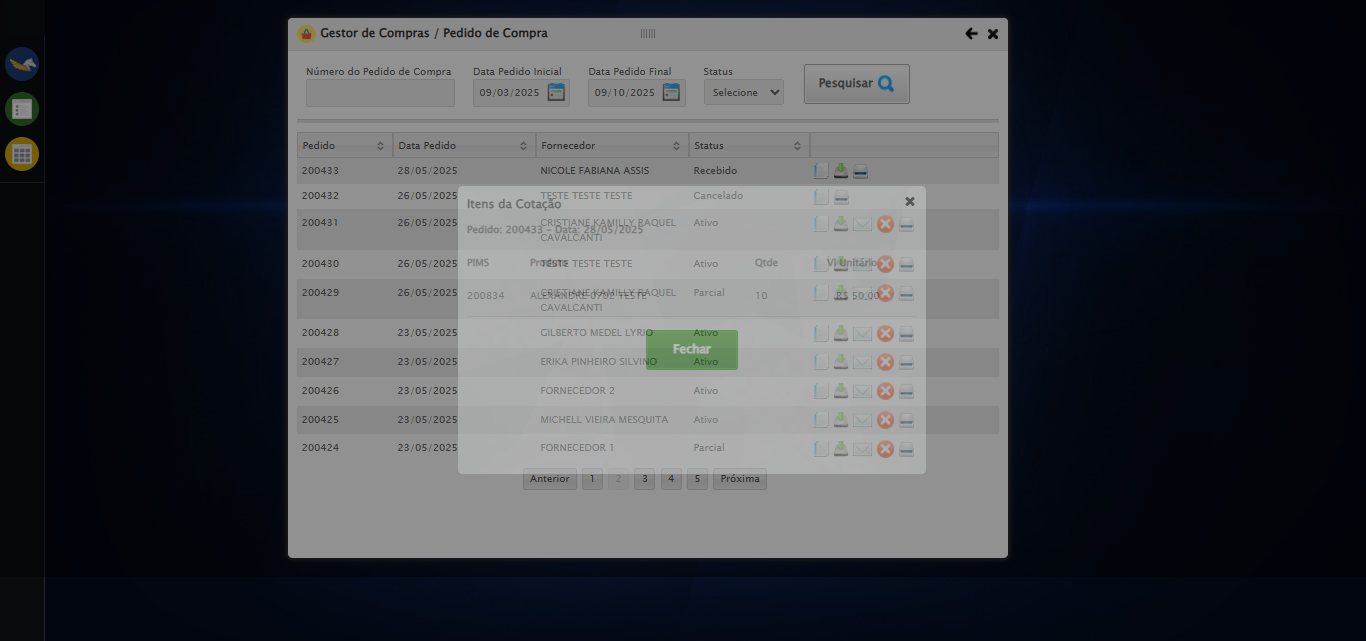 Gestor de Compras / Pedido de Compra
Número do Pedido de Compra Data Pedido Inicial Data Pedido Final Status
09/03/2025 09/10/2025 Selecione Pesquisar
Pedido Data Pedido Fornecedor Status
200433 28/05/2025 NICOLE FABIANA ASSIS Recebido
200432 26/05/2025 TESTE TESTE TESTE Cancelado
Itens da Cotação
200431 26/05/2025 CRISTIANE KAMILLY RAQUEL CAVALCANTI Ativo
Pedido: 200433 - Data: 28/05/2025
PIMS Produto Qtde Vl Unitário
200430 26/05/2025 TESTE TESTE TESTE Ativo
200429 26/05/2025 CRISTIANE KAMILLY RAQUEL CAVALCANTI Parcial
200834 ALEXANDRE 0702 TESTE 10 R$ 50,00
200428 23/05/2025 GILBERTO MEDEL LYRIO Ativo
Fechar
200427 23/05/2025 ERIKA PINHEIRO SILVINO Ativo
200426 23/05/2025 FORNECEDOR 2 Ativo
200425 23/05/2025 MICHELL VIEIRA MESQUITA Ativo
200424 23/05/2025 FORNECEDOR 1 Parcial
Anterior 1 2 3 4 5 Próxima